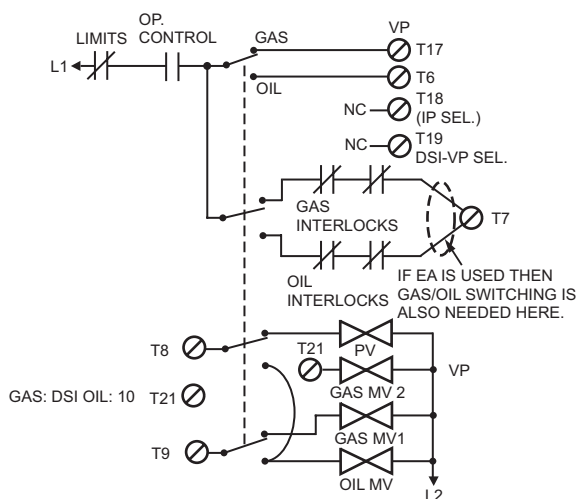 OP.
LIMITS CONTROL
GAS
VP
L1
T17
OIL
T6
NC
T18
(IP SEL.)
NC
T19
DSI-VP SEL.
GAS
INTERLOCKS
T7
OIL
INTERLOCKS
IF EA IS USED THEN
GAS/OIL SWITCHING IS
ALSO NEEDED HERE.
T8
PV
T21
VP
GAS: DSI OIL: 10 T21
GAS MV 2
T9
GAS MV1
OIL MV
L2